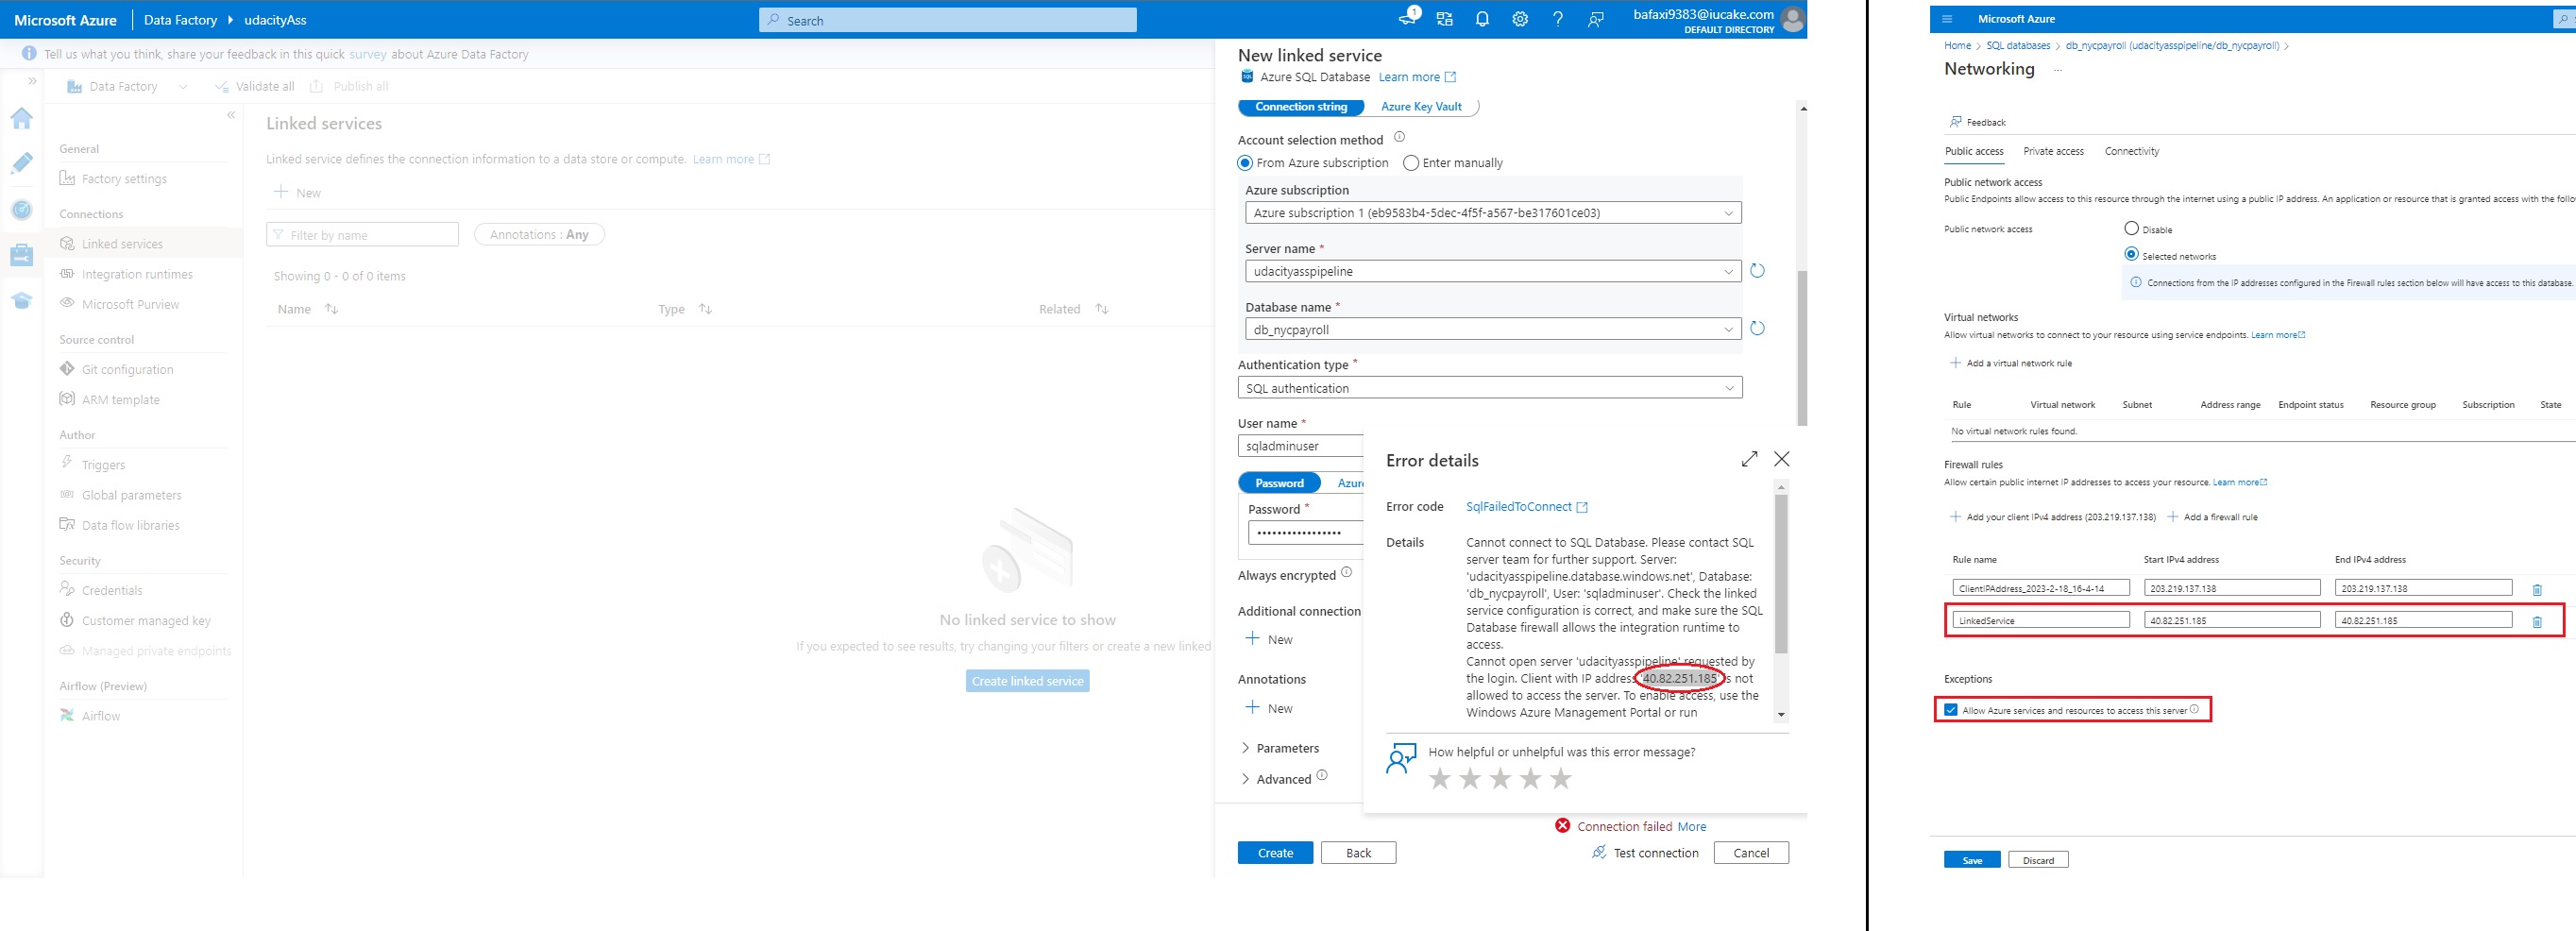 Microsoft Azure
Data Factory
udacityAss
Search
1
bafaxi9383@iucake.com
DEFAULT DIRECTORY
Tell us what you think, share your feedback in this quick survey about Azure Data Factory
Data Factory
Validate all
Publish all
General
Factory settings
Connections
Linked services
Integration runtimes
Microsoft Purview
Source control
Git configuration
ARM template
Author
Triggers
Global parameters
Data flow libraries
Security
Credentials
Customer managed key
Managed private endpoints
Airflow (Preview)
Airflow
Linked services
Linked service defines the connection information to a data store or compute. Learn more
New
Filter by name
Annotations : Any
Showing 0 - 0 of 0 items
Name
Type
Related
No linked service to show
If you expected to see results, try changing your filters or create a new linked
Create linked service
New linked service
Azure SQL Database Learn more
Connection string
Azure Key Vault
Account selection method
From Azure subscription
Enter manually
Azure subscription
Azure subscription 1 (eb9583b4-5dec-4f5f-a567-be317601ce03)
Server name *
udacityasspipeline
Database name *
db_nycpayroll
Authentication type *
SQL authentication
User name *
sqladminuser
Password
Azur
Password *
Always encrypted
Additional connection
New
Annotations
New
Parameters
Advanced
Error details
Error code
SqlFailedToConnect
Details
Cannot connect to SQL Database. Please contact SQL
server team for further support. Server:
'udacityasspipeline.database.windows.net', Database:
'db_nycpayroll', User: 'sqladminuser'. Check the linked
service configuration is correct, and make sure the SQL
Database firewall allows the integration runtime to
access.
Cannot open server 'udacityasspipeline' requested by
the login. Client with IP address '40.82.251.185' is not
allowed to access the server. To enable access, use the
Windows Azure Management Portal or run
How helpful or unhelpful was this error message?
Connection failed More
Create
Back
Test connection
Cancel
Microsoft Azure
Home > SQL databases > db_nycpayroll (udacityasspipeline/db_nycpayroll) >
Networking ...
Feedback
Public access
Private access
Connectivity
Public network access
Public Endpoints allow access to this resource through the internet using a public IP address. An application or resource that is granted access with the follo
Public network access
Disable
Selected networks
Connections from the IP addresses configured in the Firewall rules section below will have access to this database.
Virtual networks
Allow virtual networks to connect to your resource using service endpoints. Learn more
Add a virtual network rule
Rule
Virtual network
Subnet
Address range
Endpoint status
Resource group
Subscription
State
No virtual network rules found.
Firewall rules
Allow certain public internet IP addresses to access your resource. Learn more
Add your client IPv4 address (203.219.137.138)
Add a firewall rule
Rule name
Start IPv4 address
End IPv4 address
ClientIPAddress_2023-2-18_16-4-14
203.219.137.138
203.219.137.138
LinkedService
40.82.251.185
40.82.251.185
Exceptions
Allow Azure services and resources to access this server
Save
Discard